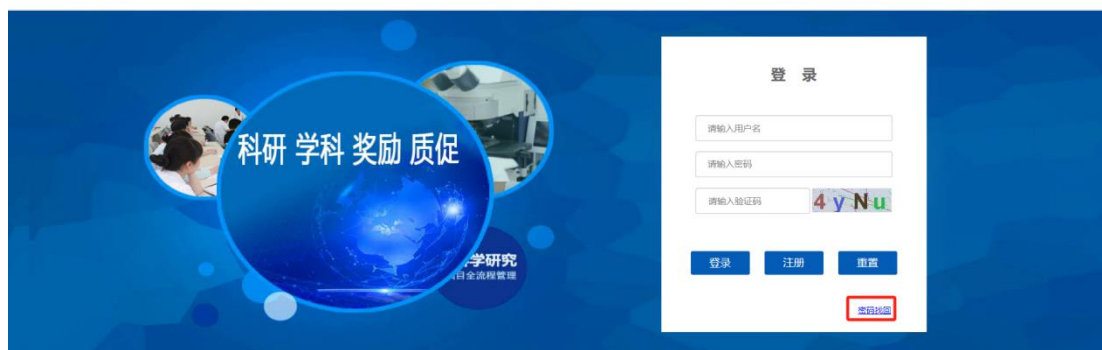 登 录
请输入用户名
请输入密码
请输入验证码
4 y N u
登录
注册
重置
密码找回
科研 学科 奖励 质促
学研究
目全流程管理